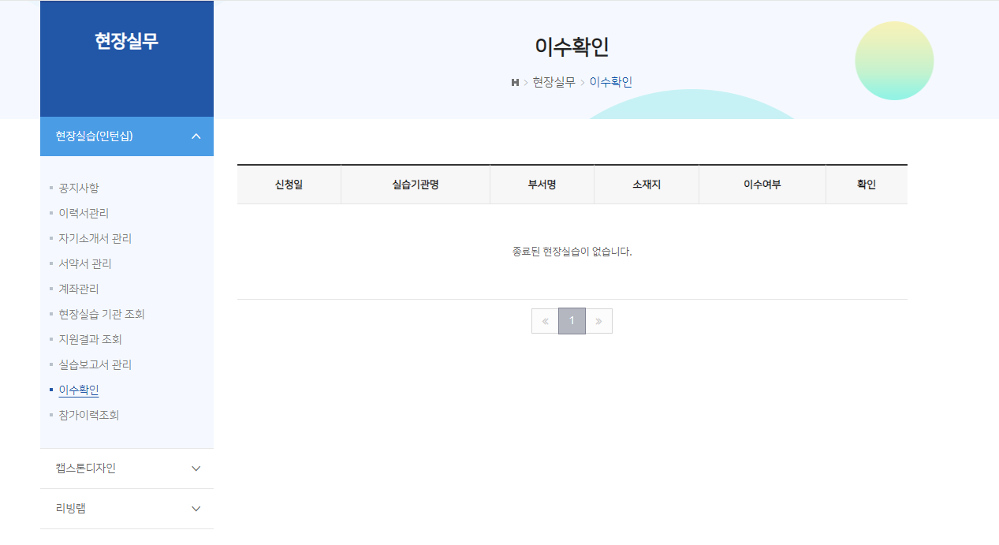 현장실무
이수확인
현장실무 > 이수확인
현장실습(인턴십)
공지사항
이력서관리
자기소개서 관리
서약서 관리
계좌관리
현장실습 기관 조회
지원결과 조회
실습보고서 관리
이수확인
참가이력조회
캡스톤디자인
리빙랩
신청일 실습기관명 부서명 소재지 이수여부 확인
종료된 현장실습이 없습니다.
« 1 »